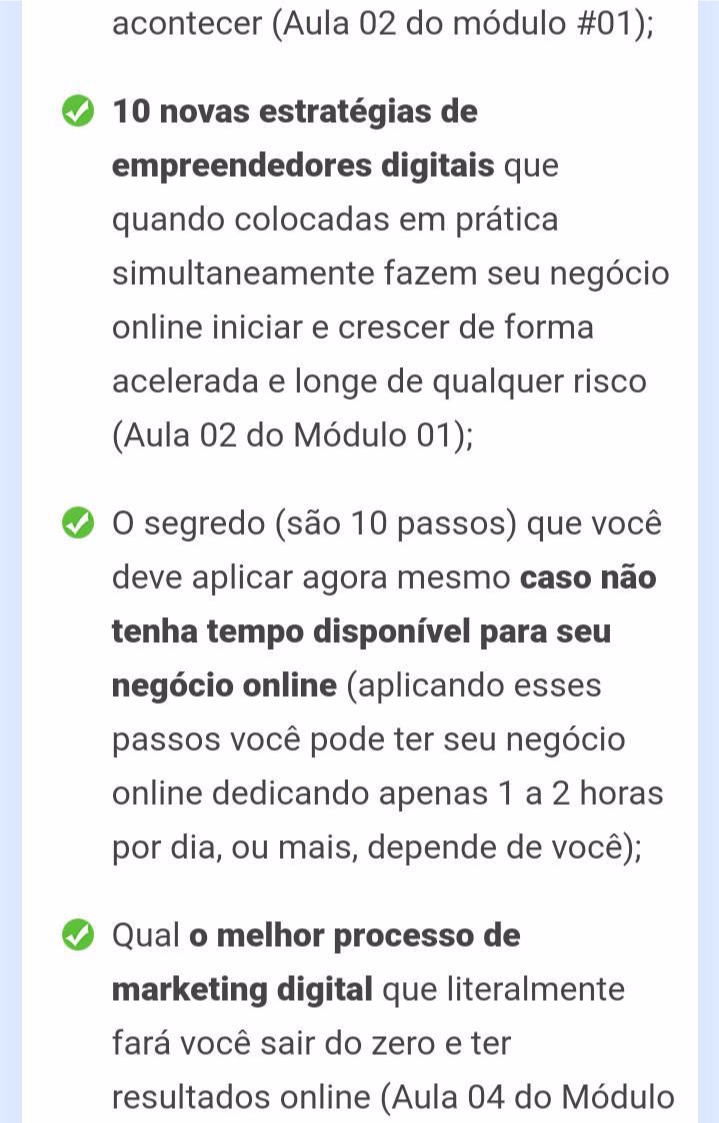 acontecer (Aula 02 do módulo #01);
10 novas estratégias de
empreendedores digitais que
quando colocadas em prática
simultaneamente fazem seu negócio
online iniciar e crescer de forma
acelerada e longe de qualquer risco
(Aula 02 do Módulo 01);
O segredo (são 10 passos) que você
deve aplicar agora mesmo caso não
tenha tempo disponível para seu
negócio online (aplicando esses
passos você pode ter seu negócio
online dedicando apenas 1 a 2 horas
por dia, ou mais, depende de você);
Qual o melhor processo de
marketing digital que literalmente
fará você sair do zero e ter
resultados online (Aula 04 do Módulo